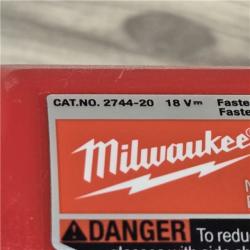 CAT.NO. 2744-20 18 V⎓ Faste
Faste
Milwaukee
DANGER To redu